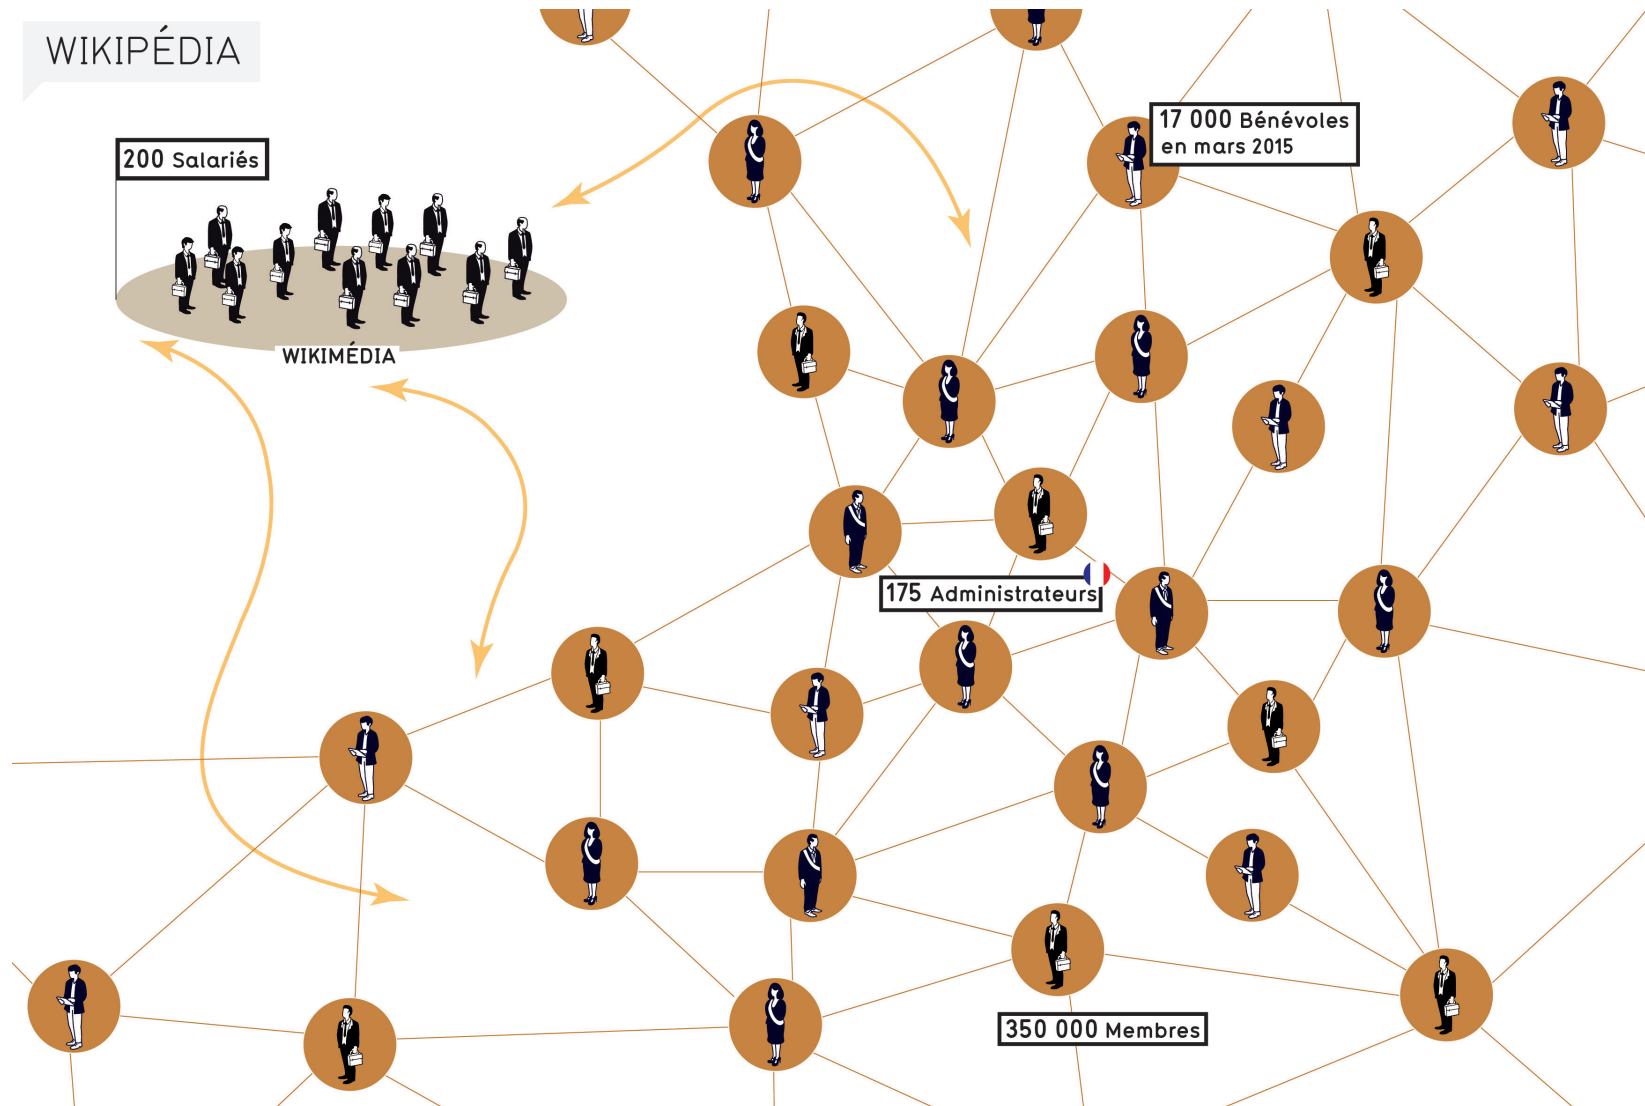 WIKIPÉDIA
200 Salariés
WIKIMÉDIA
17 000 Bénévoles
en mars 2015
175 Administrateurs
350 000 Membres